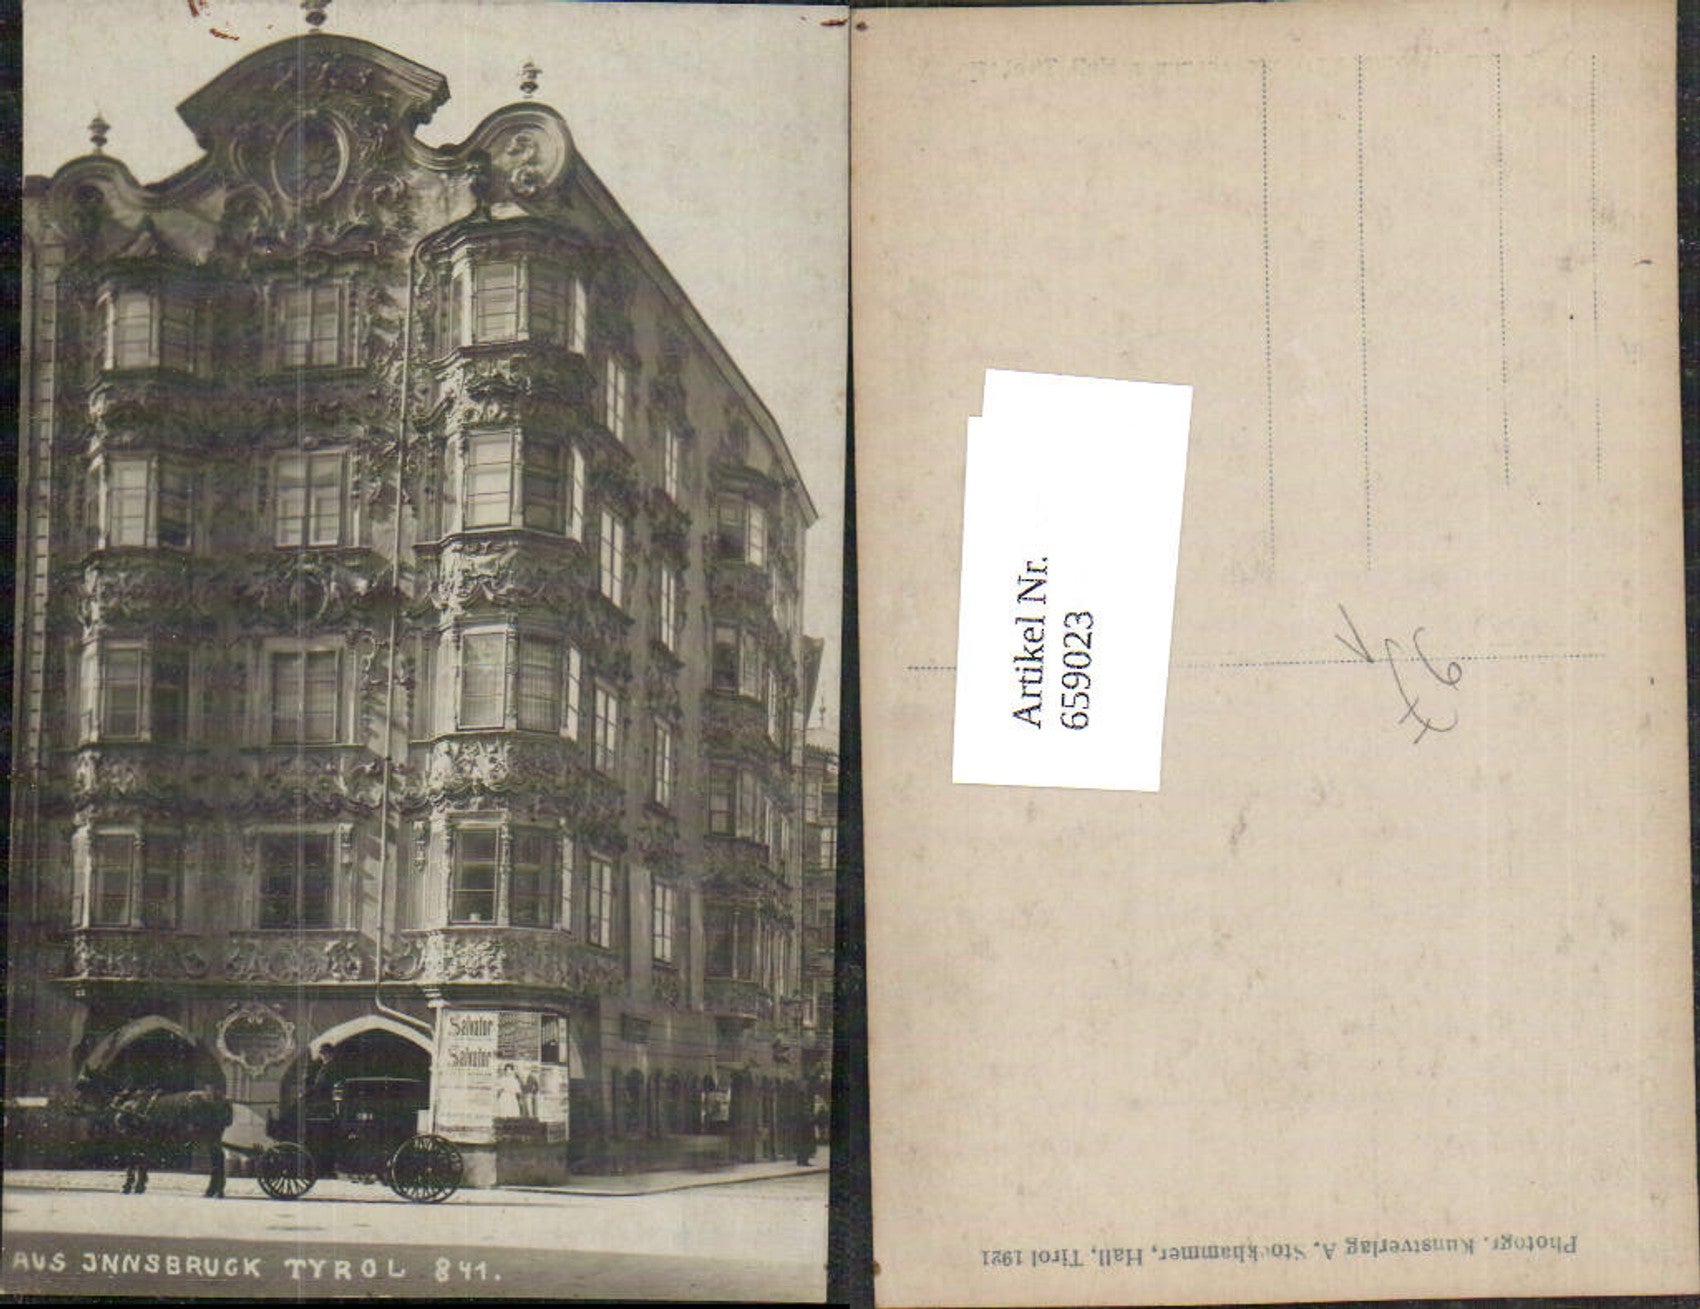 Salvator
Salvator
AUS INNSBRUCK TYROL 841.
Artikel Nr.
659023
Photogr. Kunstverlag A. Stockhammer, Hall, Tirol 1921